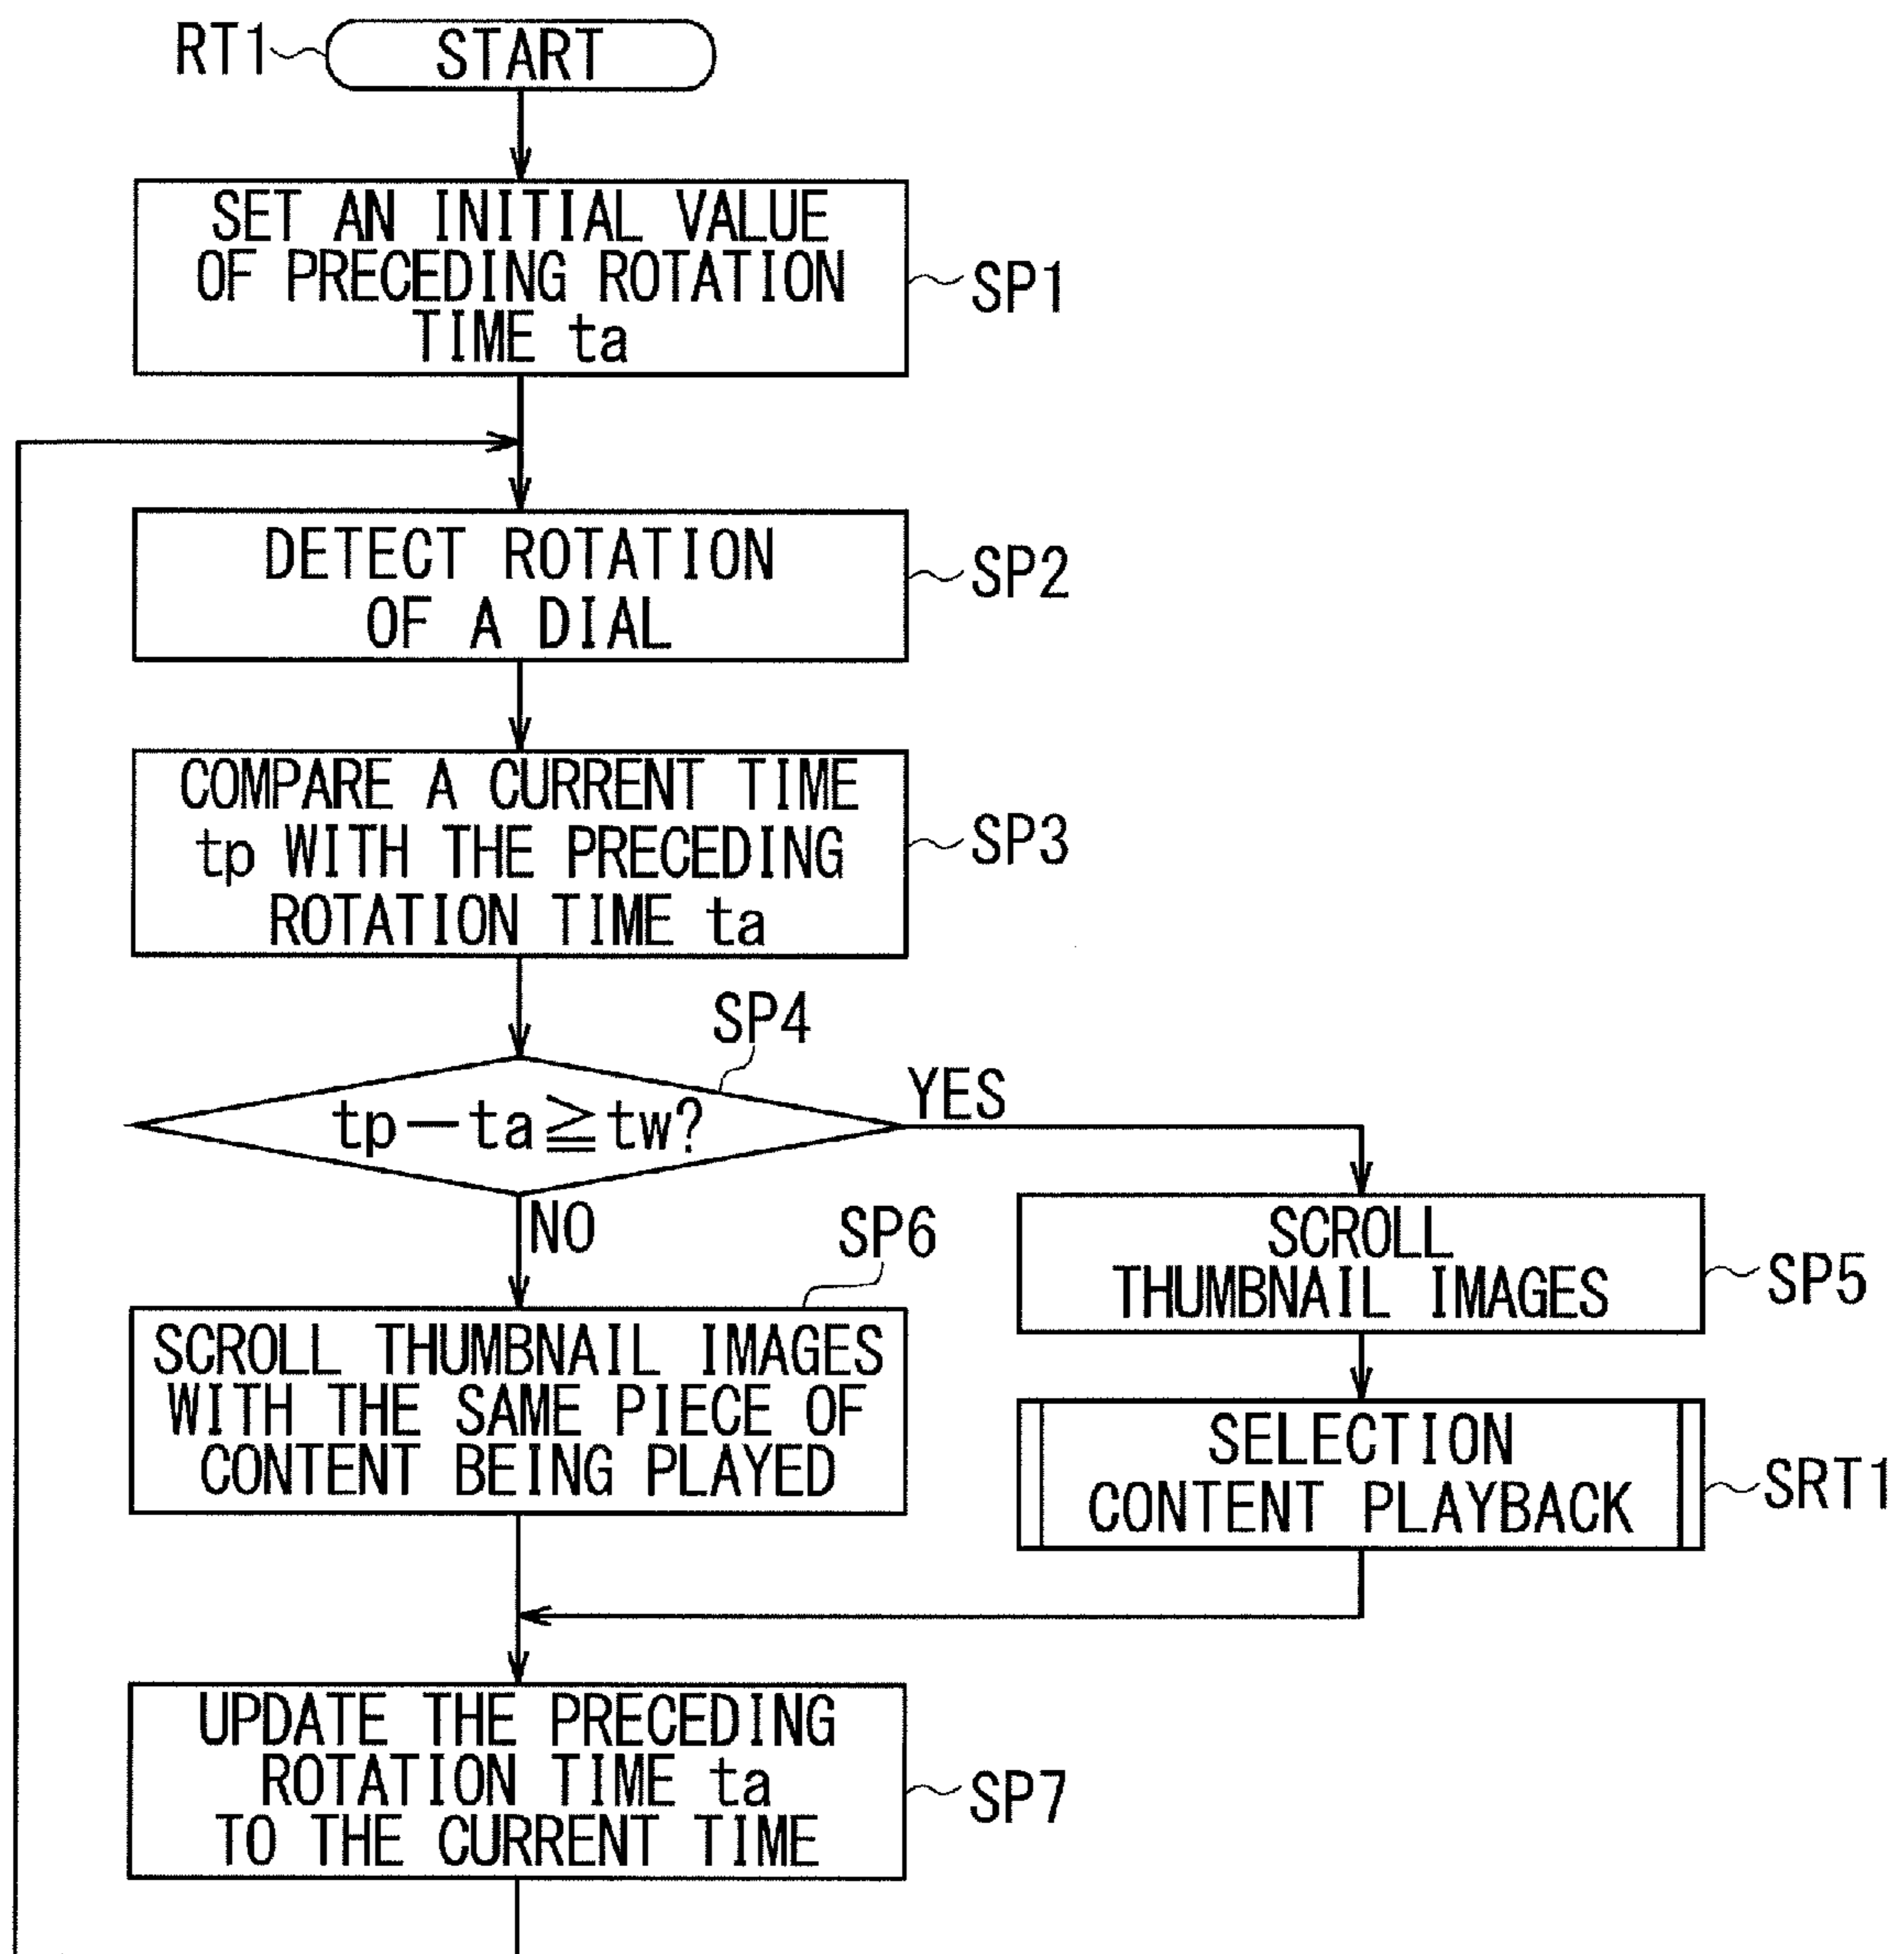 RT1
START
SET AN INITIAL VALUE
OF PRECEDING ROTATION
TIME ta
SP1
DETECT ROTATION
OF A DIAL
SP2
COMPARE A CURRENT TIME
tp WITH THE PRECEDING
ROTATION TIME ta
SP3
SP4
tp－ta≧tw?
YES
NO
SCROLL
THUMBNAIL IMAGES
SP5
SP6
SCROLL THUMBNAIL IMAGES
WITH THE SAME PIECE OF
CONTENT BEING PLAYED
SELECTION
CONTENT PLAYBACK
SRT1
UPDATE THE PRECEDING
ROTATION TIME ta
TO THE CURRENT TIME
SP7